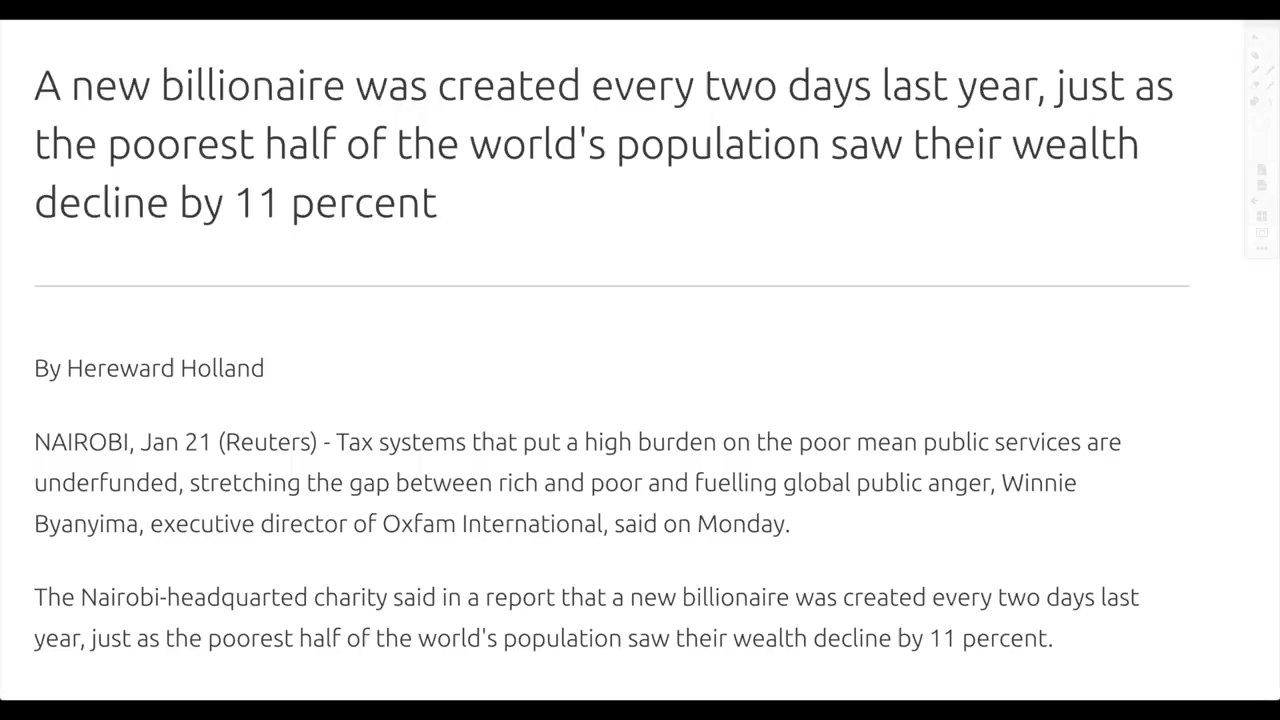 A new billionaire was created every two days last year, just as
the poorest half of the world's population saw their wealth
decline by 11 percent
By Hereward Holland
NAIROBI, Jan 21 (Reuters) - Tax systems that put a high burden on the poor mean public services are
underfunded, stretching the gap between rich and poor and fuelling global public anger, Winnie
Byanyima, executive director of Oxfam International, said on Monday.
The Nairobi-headquarted charity said in a report that a new billionaire was created every two days last
year, just as the poorest half of the world's population saw their wealth decline by 11 percent.